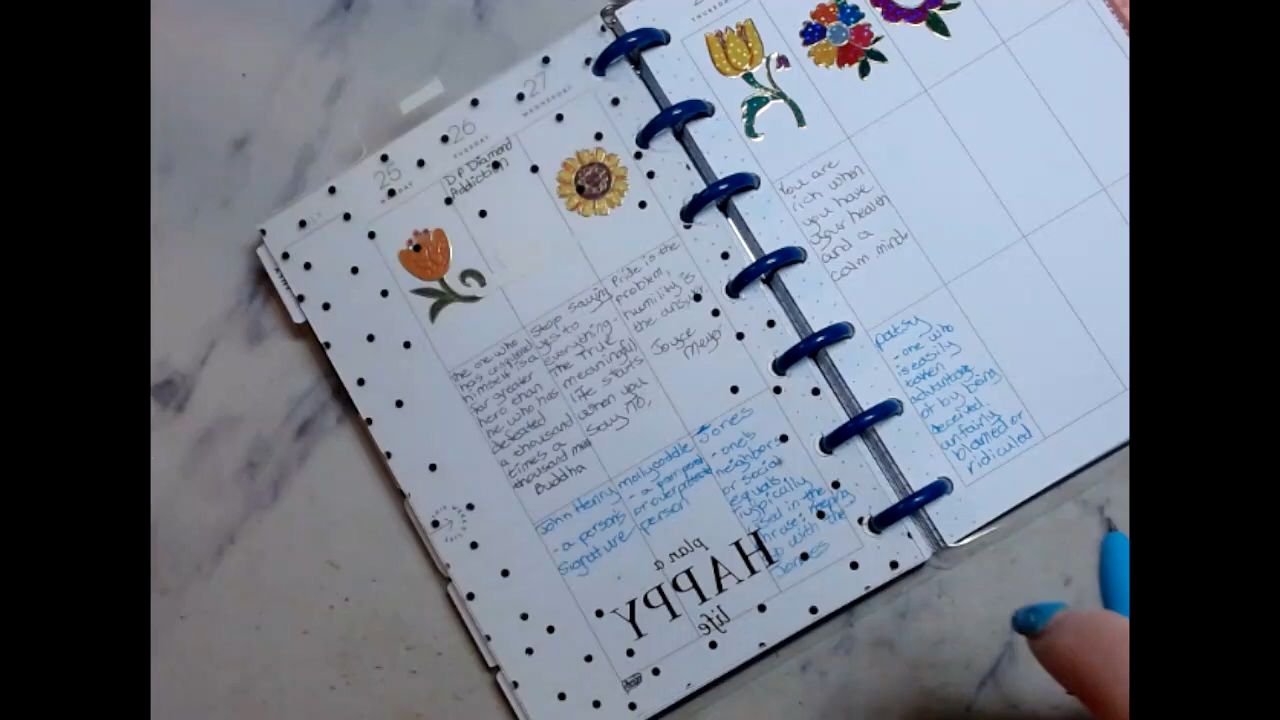 25
26
TUESDAY
27
WEDNESDAY
THURSDAY
D.P Diamond
Addiction
he one who
has conquered
himself is a
far greater
hero than
he who has
defeated
a thousand
times a
thousand men
Buddha
Stop saying
yes to
everything-
The True
meaningful
life starts
when you
say NO,
Pride is the
problem,
humility is
the answer
Joyce
Meyer
You are
rich when
you have
your health
and a
calm mind
John Henry
- a person's
signature
mollycoddle
- a pampered
or overprotected
person
Jones
- one's
neighbors
or social
equals
typically
used in the
phrase: keeping
up with the
Joneses
patsy
- one who
is easily
taken
advantage
of by being
deceived,
unfairly
blamed or
ridiculed
plan a
HAPPY
life